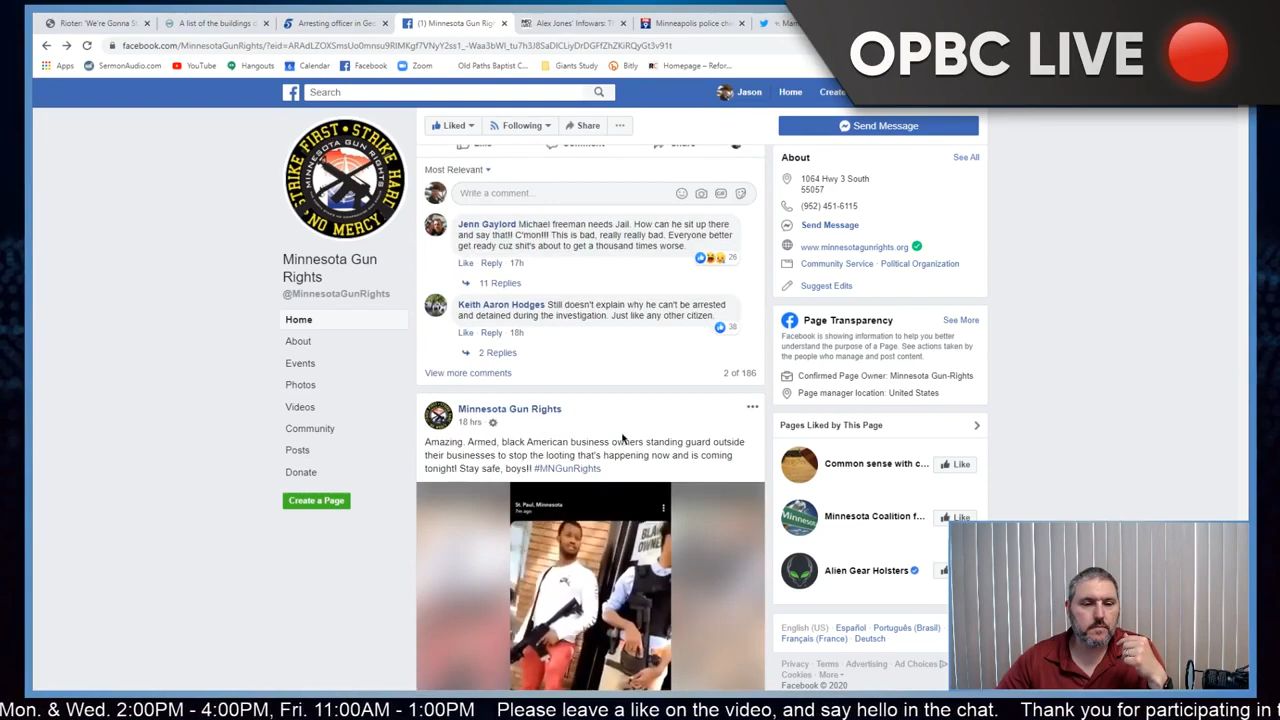 Rioter: 'We're Gonna S
A list of the buildings d
Arresting officer in Geo
(1) Minnesota Gun Rig
Alex Jones' Infowars: Th
Minneapolis police che
OPBC LIVE
facebook.com/MinnesotaGunRights/
Apps
SermonAudio.com
YouTube
Hangouts
Calendar
Facebook
Zoom
Old Paths Baptist C...
Giants Study
Bitly
Homepage – Refor...
Search
Jason
Home
Create
STRIKE FIRST • STRIKE HARD
NO MERCY
MINNESOTA GUN RIGHTS
Minnesota Gun
Rights
@MinnesotaGunRights
Home
About
Events
Photos
Videos
Community
Posts
Events
Create a Page
Liked
Following
Share
...
Most Relevant
Write a comment...
GIF
Jenn Gaylord Michael freeman needs Jail. How can he sit up there
and say that!! C'mon!!! This is bad, really really bad. Everyone better
get ready cuz shit's about to get a thousand times worse.
26
Like Reply 17h
11 Replies
Keith Aaron Hodges Still doesn't explain why he can't be arrested
and detained during the investigation. Just like any other citizen.
38
Like Reply 18h
2 Replies
View more comments
2 of 186
Minnesota Gun Rights
18 hrs
Amazing. Armed, black American business owners standing guard outside
their businesses to stop the looting that's happening now and is coming
tonight! Stay safe, boys!! #MNGunRights
St. Paul, Minnesota
7m ago
Send Message
About
See All
1064 Hwy 3 South
55057
(952) 451-6115
Send Message
www.minnesotagunrights.org
Community Service · Political Organization
Suggest Edits
Page Transparency
See More
Facebook is showing information to help you better
understand the purpose of a Page. See actions taken by
the people who manage and post content.
Confirmed Page Owner: Minnesota Gun-Rights
Page manager location: United States
Pages Liked by This Page
Common sense with c...
Like
Minnesota Coalition f...
Like
Alien Gear Holsters
English (US) · Español · Português (Brasil)
Français (France) · Deutsch
Privacy · Terms · Advertising · Ad Choices
Cookies · More
Facebook © 2020
Mon. & Wed. 2:00PM - 4:00PM, Fri. 11:00AM - 1:00PM Please leave a like on the video, and say hello in the chat. Thank you for participating in